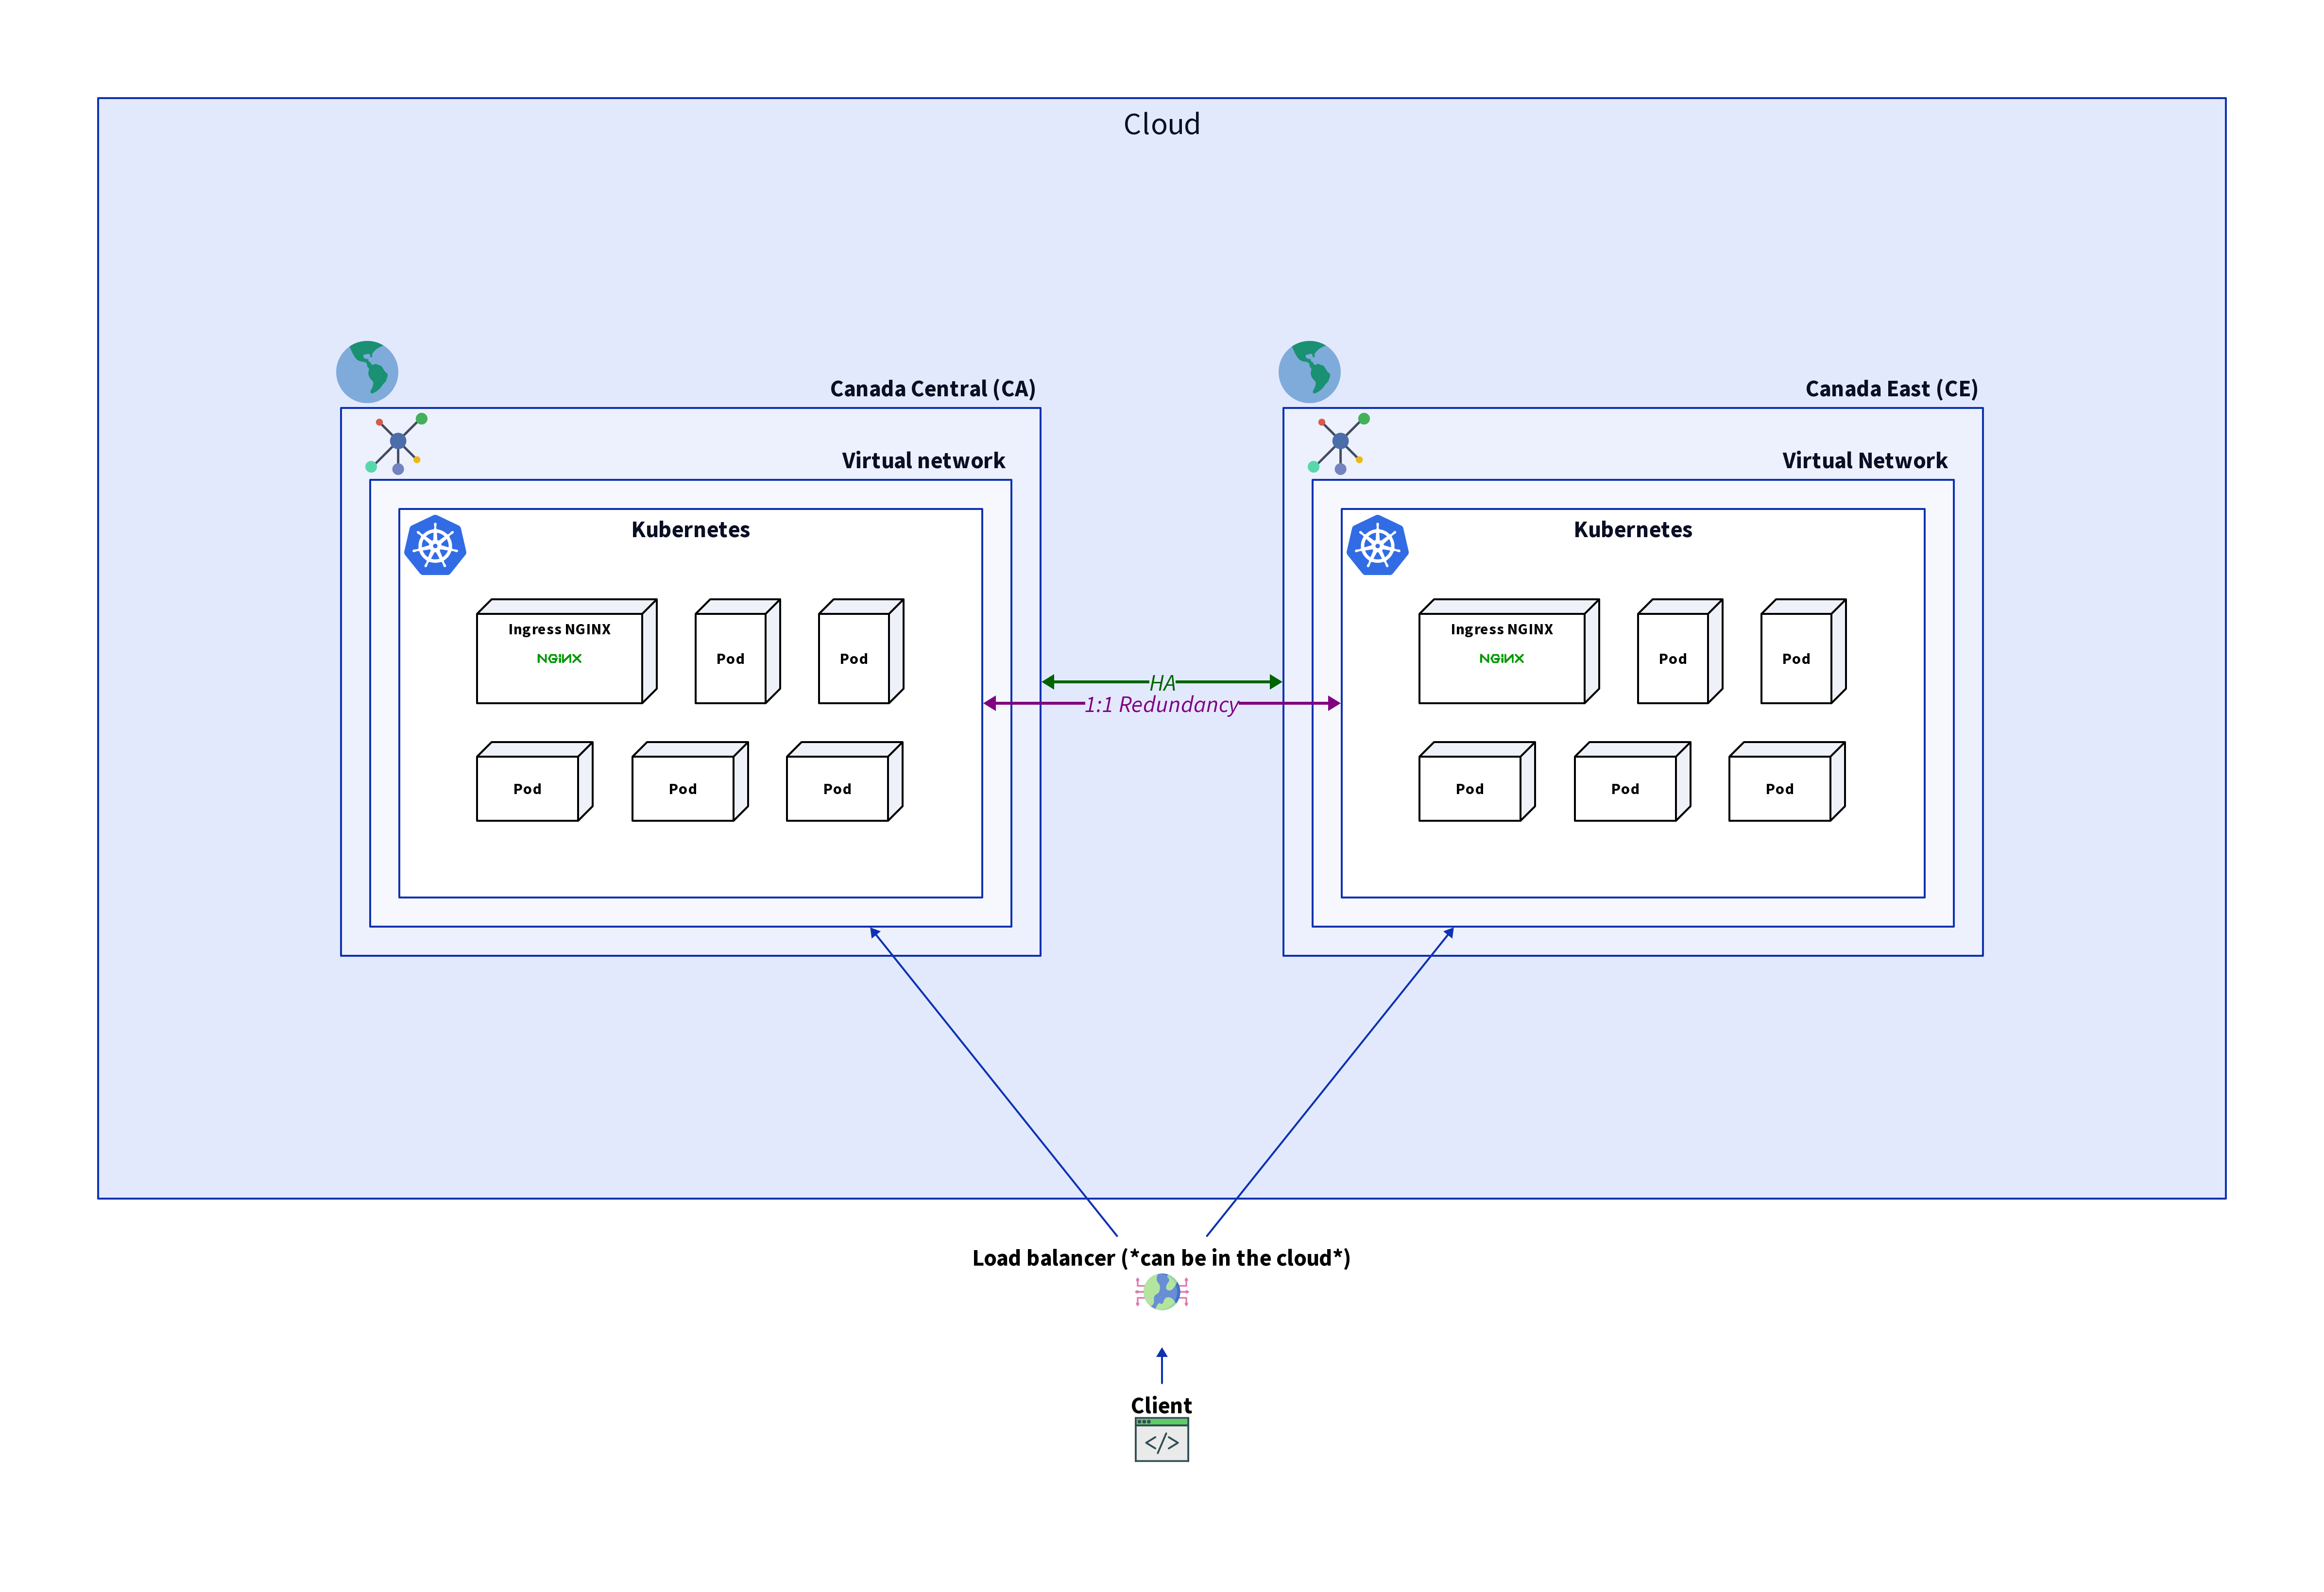 Cloud
Canada Central (CA)
Virtual network
Kubernetes
Ingress NGINX
NGiNX
Pod
Pod
Pod
Pod
Pod
HA
1:1 Redundancy
Canada East (CE)
Virtual Network
Kubernetes
Ingress NGINX
NGiNX
Pod
Pod
Pod
Pod
Pod
Load balancer (*can be in the cloud*)
Client
</>